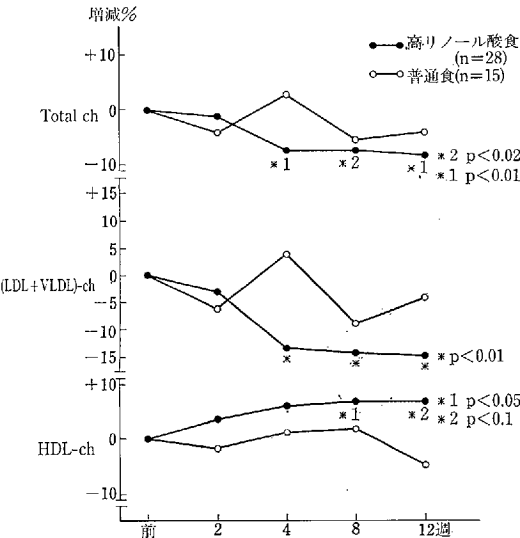 増減%
高リノール酸食
(n=28)
普通食(n=15)
+10
Total ch 0
-10
*1 *2 *1
*2 p<0.02
*1 p<0.01
+15
10
5
(LDL+VLDL)-ch 0
-5
-10
-15
* * *
*p<0.01
+10
*1 *2
*1 p<0.05
*2 p<0.1
HDL-ch 0
-10
前 2 4 8 12週